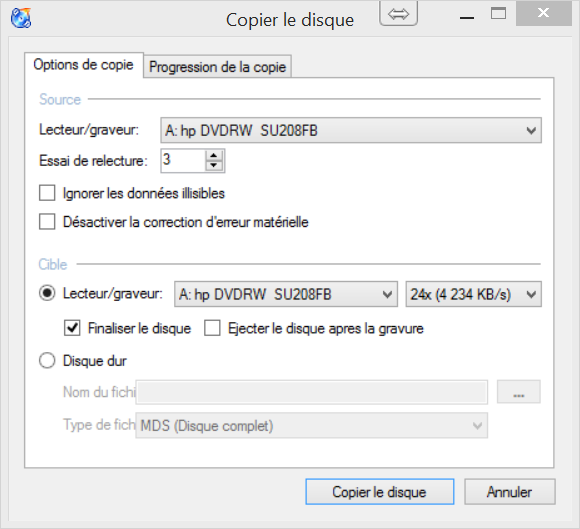 Copier le disque
Options de copie
Progression de la copie
Source
Lecteur/graveur:
A: hp DVDRW SU208FB
Essai de relecture:
3
Ignorer les données illisibles
Désactiver la correction d'erreur matérielle
Cible
Lecteur/graveur:
A: hp DVDRW SU208FB
24x (4 234 KB/s)
Finaliser le disque
Ejecter le disque apres la gravure
Disque dur
Nom du fichi
...
Type de fich
MDS (Disque complet)
Copier le disque
Annuler